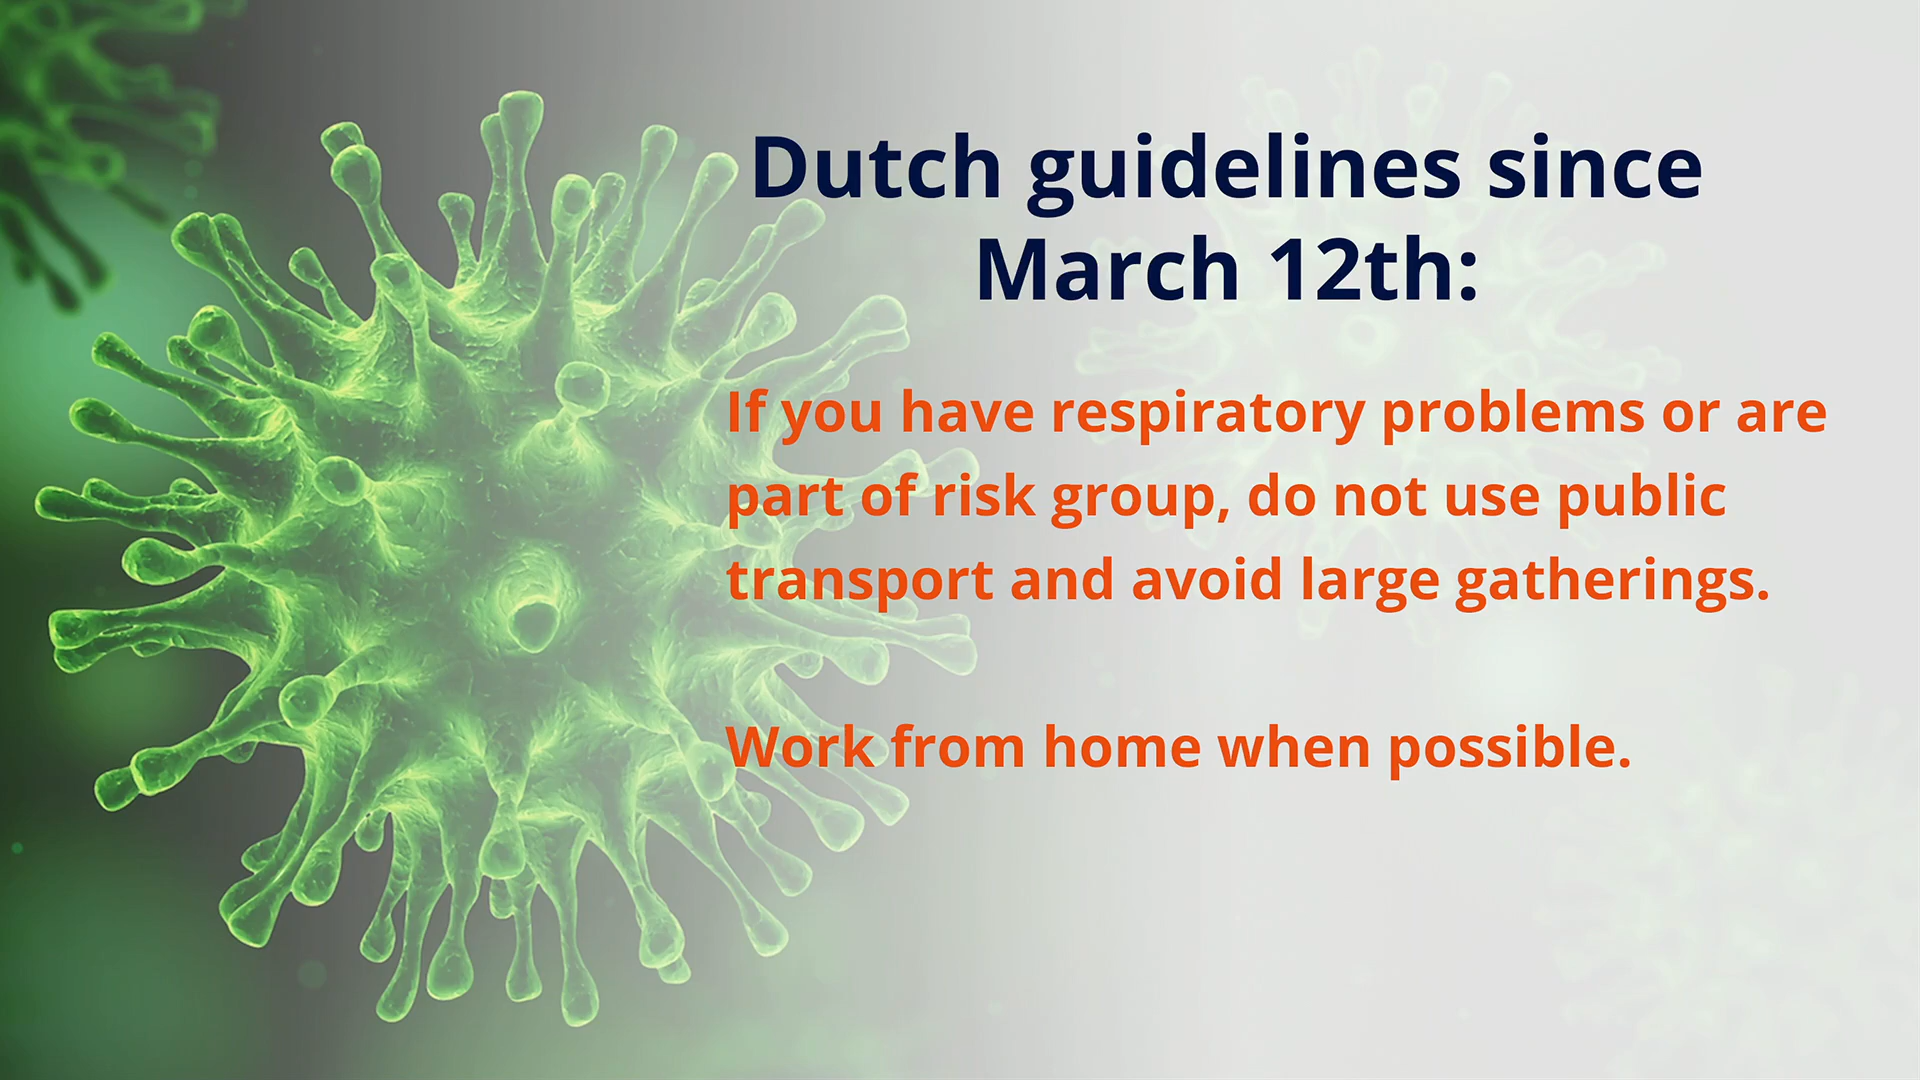 Dutch guidelines since
March 12th:
If you have respiratory problems or are
part of risk group, do not use public
transport and avoid large gatherings.
Work from home when possible.